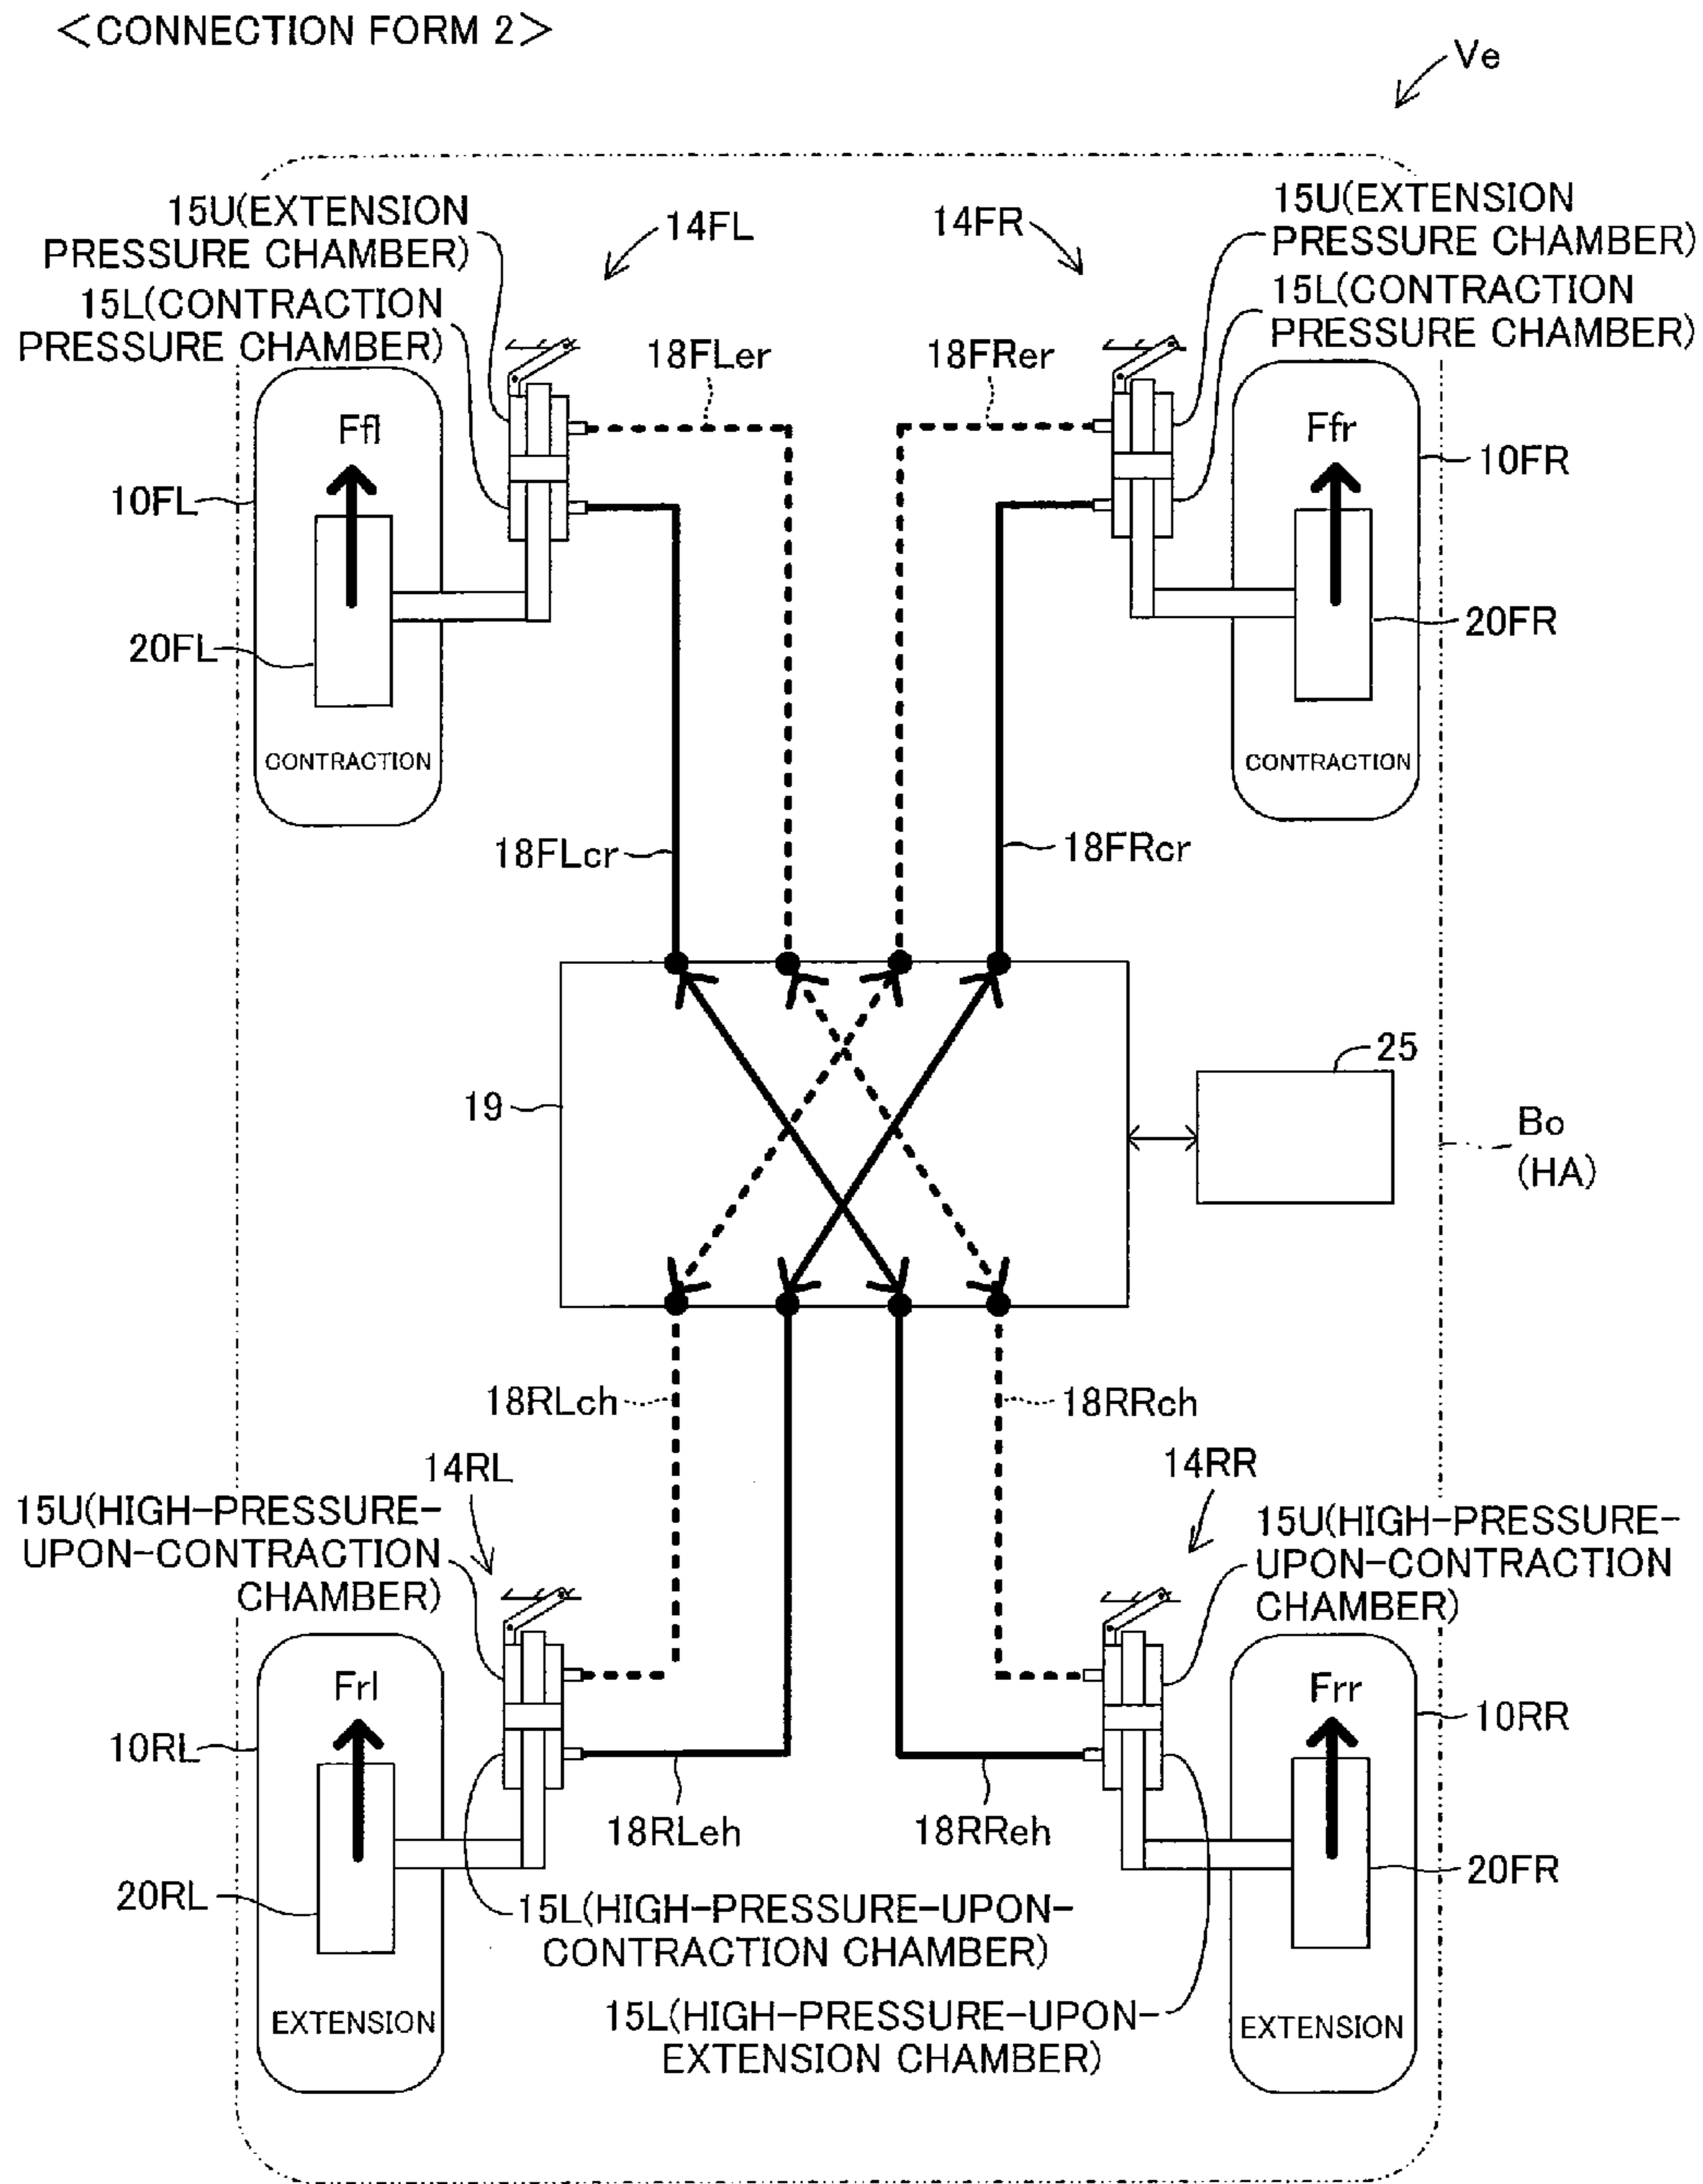 <CONNECTION FORM 2>
Ve
15U(EXTENSION
PRESSURE CHAMBER)
14FL
14FR
15U(EXTENSION
PRESSURE CHAMBER)
15L(CONTRACTION
PRESSURE CHAMBER)
15L(CONTRACTION
PRESSURE CHAMBER)
18FLer
18FRer
Ffl
Ffr
10FL
10FR
20FL
20FR
CONTRACTION
CONTRACTION
18FLcr
18FRcr
19
25
Bo
(HA)
18RLch
18RRch
14RL
14RR
15U(HIGH-PRESSURE-
UPON-CONTRACTION
CHAMBER)
15U(HIGH-PRESSURE-
UPON-CONTRACTION
CHAMBER)
Frl
Frr
10RL
10RR
18RLeh
18RReh
20RL
20FR
15L(HIGH-PRESSURE-UPON-
CONTRACTION CHAMBER)
15L(HIGH-PRESSURE-UPON-
EXTENSION CHAMBER)
EXTENSION
EXTENSION